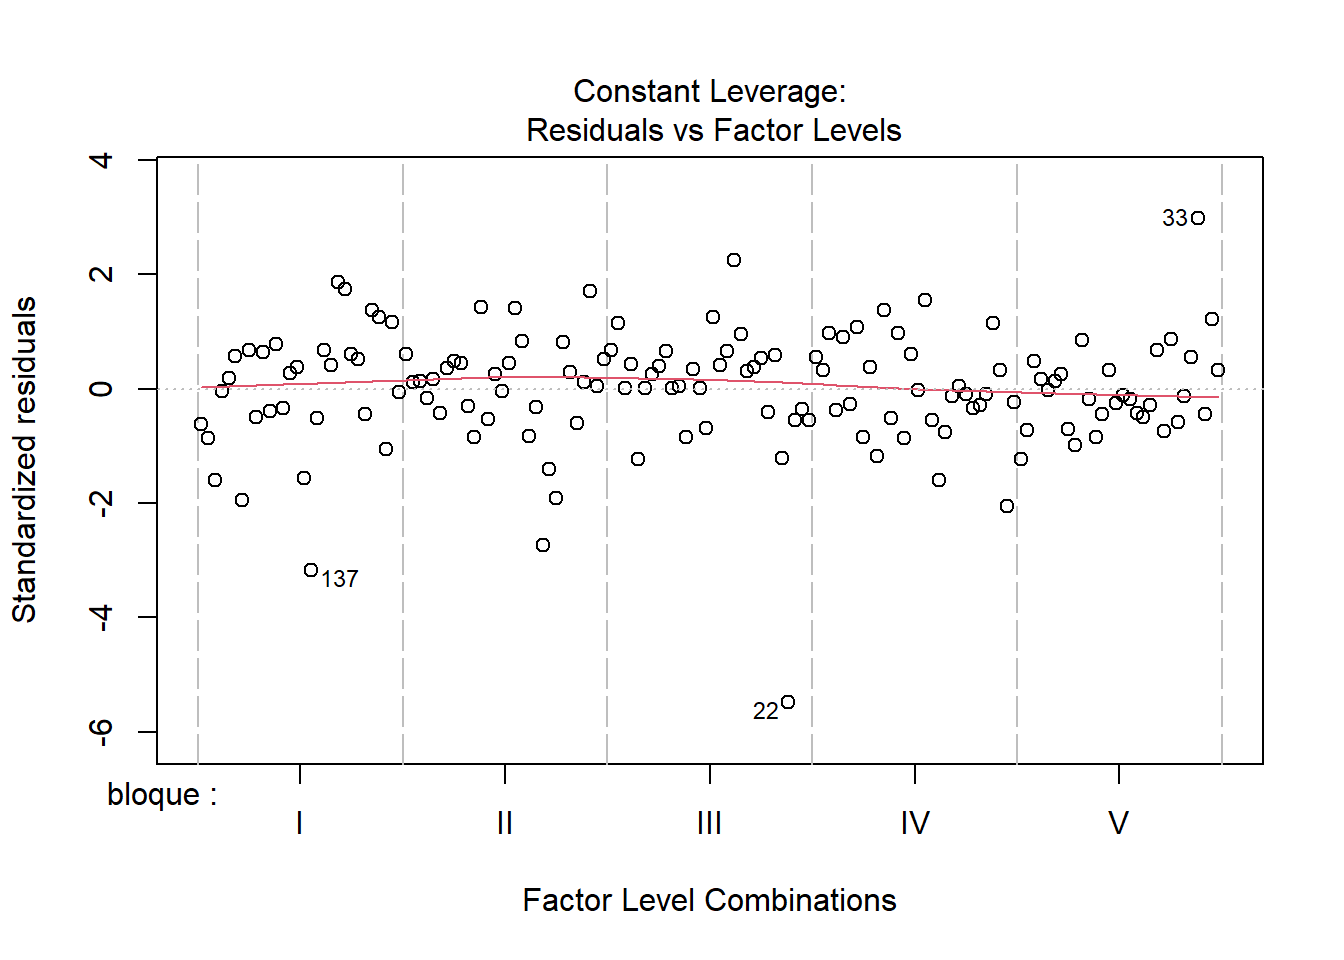 Constant Leverage:
Residuals vs Factor Levels
Standardized residuals
4
2
0
-2
-4
-6
33
137
22
bloque :
I II III IV V
Factor Level Combinations